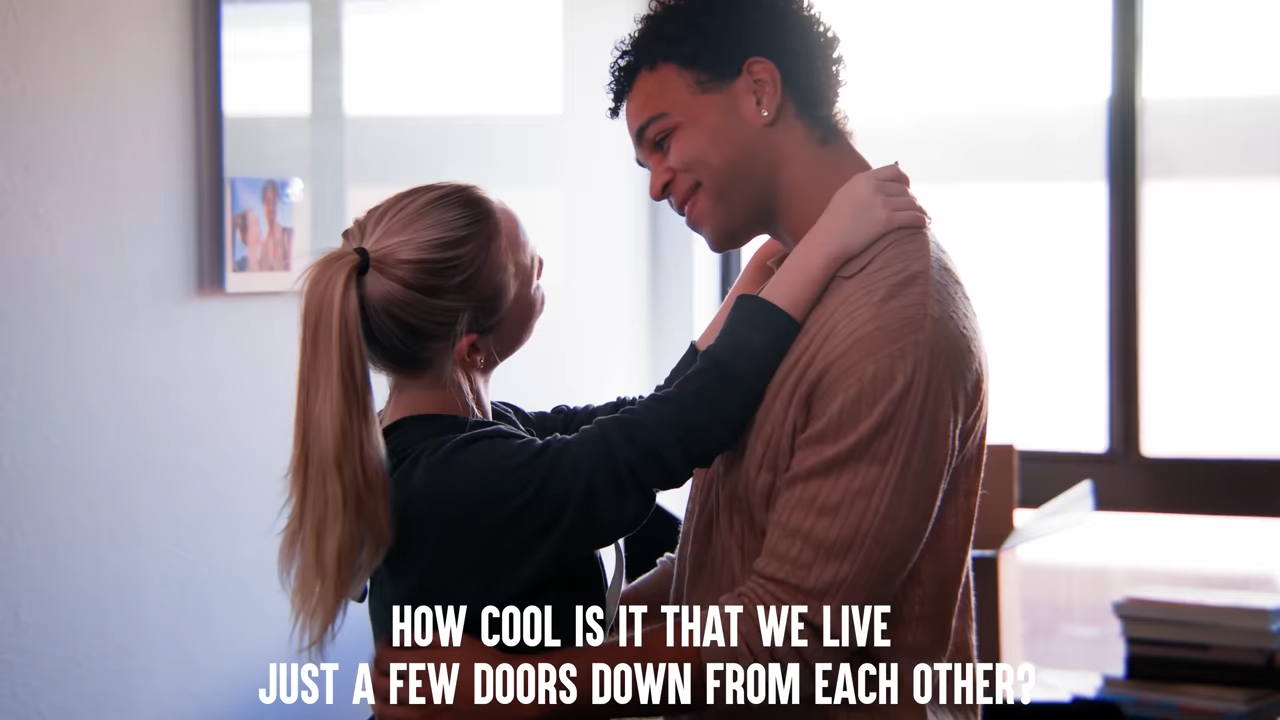 HOW COOL IS IT THAT WE LIVE
JUST A FEW DOORS DOWN FROM EACH OTHER?